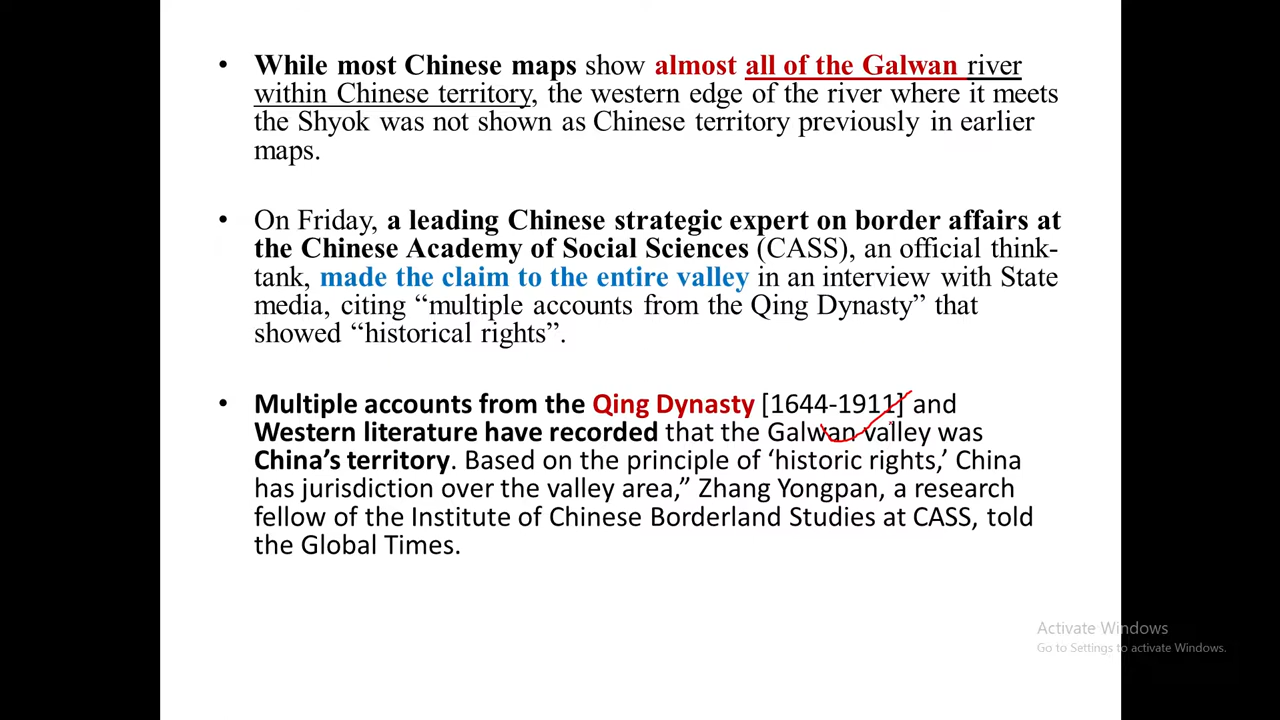 • While most Chinese maps show almost all of the Galwan river
within Chinese territory, the western edge of the river where it meets
the Shyok was not shown as Chinese territory previously in earlier
maps.
• On Friday, a leading Chinese strategic expert on border affairs at
the Chinese Academy of Social Sciences (CASS), an official think-
tank, made the claim to the entire valley in an interview with State
media, citing “multiple accounts from the Qing Dynasty” that
showed “historical rights”.
• Multiple accounts from the Qing Dynasty [1644-1911] and
Western literature have recorded that the Galwan valley was
China’s territory. Based on the principle of ‘historic rights,’ China
has jurisdiction over the valley area,” Zhang Yongpan, a research
fellow of the Institute of Chinese Borderland Studies at CASS, told
the Global Times.
Activate Windows
Go to Settings to activate Windows.